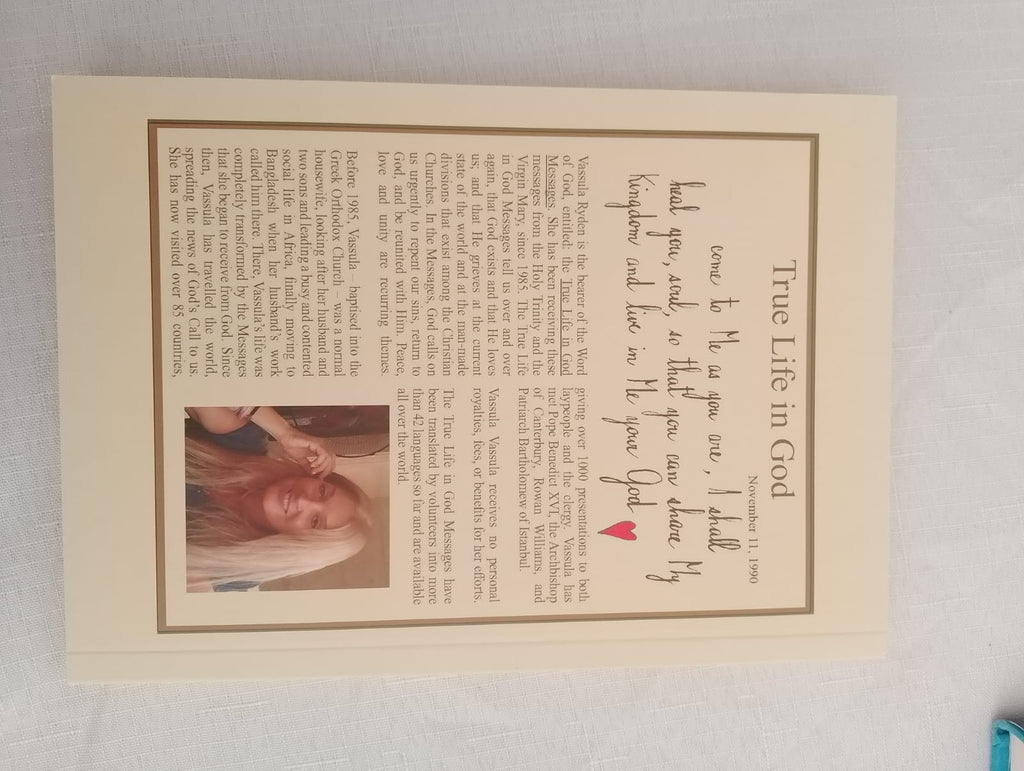 True Life in God
November 11, 1990
come to Me as you are, I shall
heal you, soul, so that you can share My
Kingdom and live in Me your God
Vassula Ryden is the bearer of the Word
of God, entitled: the True Life in God
Messages. She has been receiving these
messages from the Holy Trinity and the
Virgin Mary, since 1985. The True Life
in God Messages tell us over and over
again, that God exists and that He loves
us; and that He grieves at the current
state of the world and at the man-made
divisions that exist among the Christian
Churches. In the Messages, God calls on
us urgently to repent our sins, return to
God, and be reunited with Him. Peace,
love and unity are recurring themes.
Before 1985, Vassula – baptised into the
Greek Orthodox Church – was a normal
housewife, looking after her husband and
two sons and leading a busy and contented
social life in Africa, finally moving to
Bangladesh when her husband's work
called him there. There, Vassula's life was
completely transformed by the Messages
that she began to receive from God. Since
then, Vassula has travelled the world,
spreading the news of God's Call to us.
She has now visited over 85 countries,
giving over 1000 presentations to both
laypeople and the clergy. Vassula has
met Pope Benedict XVI, the Archbishop
of Canterbury, Rowan Williams, and
Patriarch Bartholomew of Istanbul.
Vassula Vassula receives no personal
royalties, fees, or benefits for her efforts.
The True Life in God Messages have
been translated by volunteers into more
than 42 languages so far and are available
all over the world.